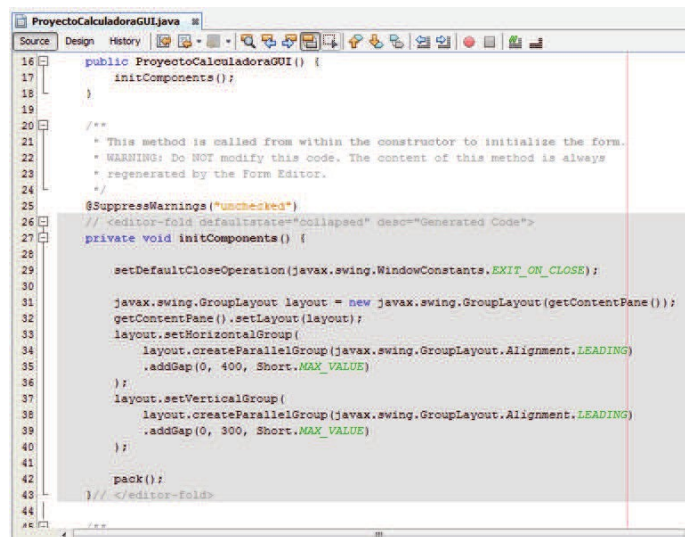 ProyectoCalculadoraGUI.java
Source Design History
16 public ProyectoCalculadoraGUI() {
17 initComponents();
18 }
19
20 /**
21 * This method is called from within the constructor to initialize the form.
22 * WARNING: Do NOT modify this code. The content of this method is always
23 * regenerated by the Form Editor.
24 */
25 @SuppressWarnings("unchecked")
26 // <editor-fold defaultstate="collapsed" desc="Generated Code">
27 private void initComponents() {
28
29 setDefaultCloseOperation(javax.swing.WindowConstants.EXIT_ON_CLOSE);
30
31 javax.swing.GroupLayout layout = new javax.swing.GroupLayout(getContentPane());
32 getContentPane().setLayout(layout);
33 layout.setHorizontalGroup(
34 layout.createParallelGroup(javax.swing.GroupLayout.Alignment.LEADING)
35 .addGap(0, 400, Short.MAX_VALUE)
36 );
37 layout.setVerticalGroup(
38 layout.createParallelGroup(javax.swing.GroupLayout.Alignment.LEADING)
39 .addGap(0, 300, Short.MAX_VALUE)
40 );
41
42 pack();
43 }// </editor-fold>
44
45 /**